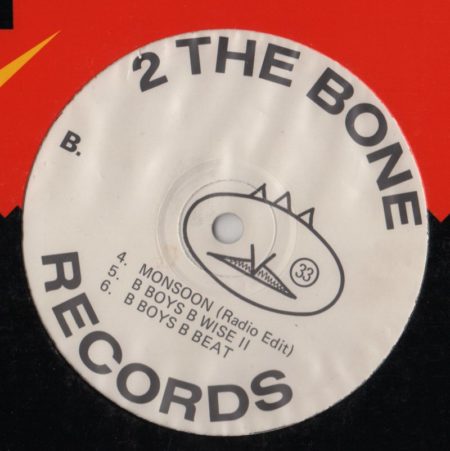 2 THE BONE
RECORDS
B.
33
4. MONSOON (Radio Edit)
5. B BOYS B WISE II
6. B BOYS B BEAT